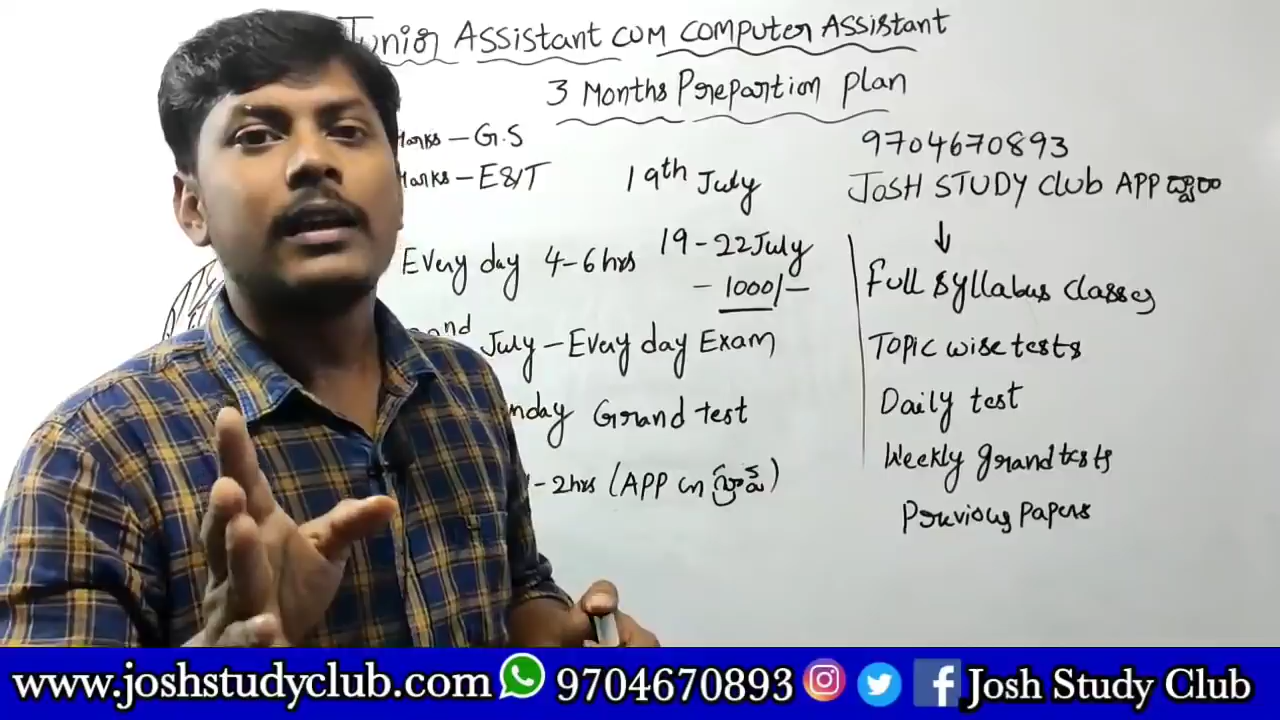 Junior Assistant cum computer Assistant
3 Months Prepartion plan
Marks – G.S
Marks – E&T
19th July
9704670893
JOSH STUDY Club APP ద్వారా
Every day 4-6 hrs
19-22 July
- 1000/-
Full syllabus classes
July – Every day Exam
Topic wise tests
Grand test
Daily test
- 2hrs (APP లో
Weekly grand tests
Previous Papers
www.joshstudyclub.com 9704670893 Josh Study Club